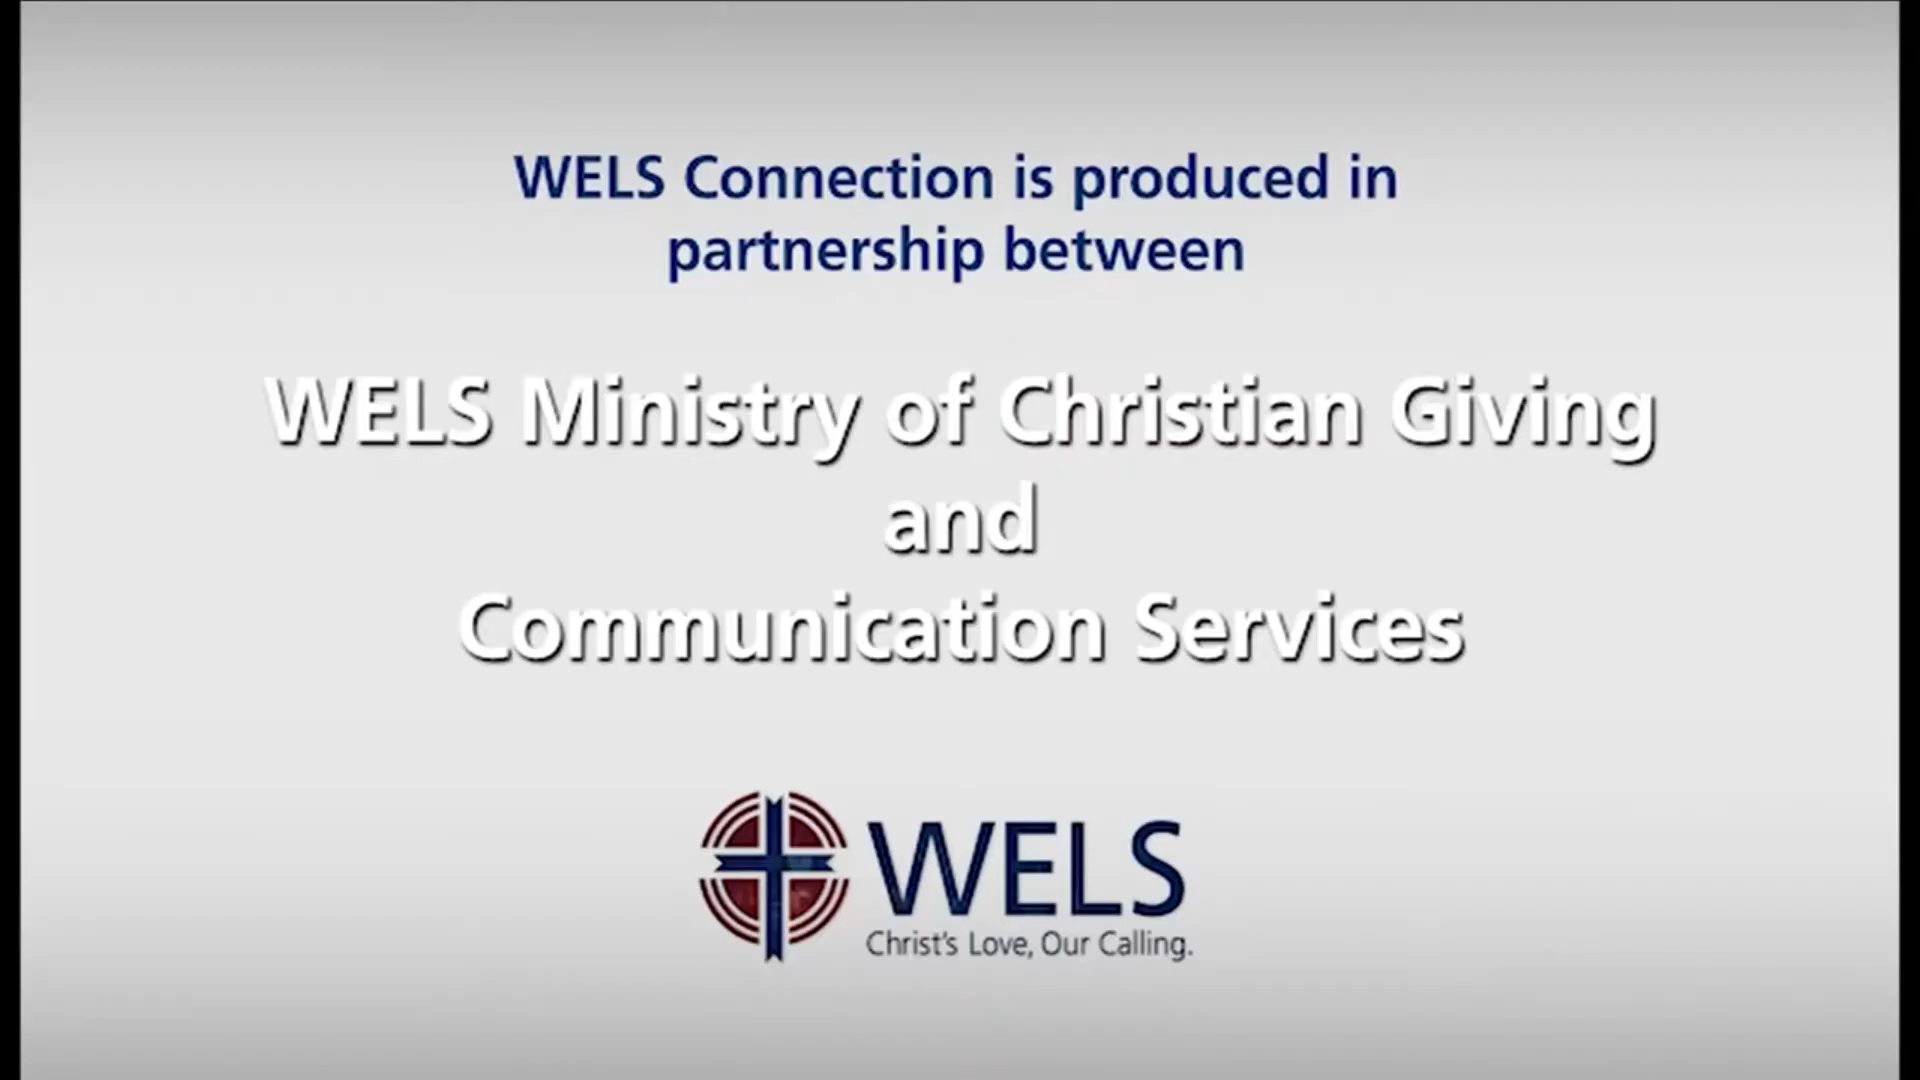 WELS Connection is produced in
partnership between
WELS Ministry of Christian Giving
and
Communication Services
WELS
Christ's Love, Our Calling.